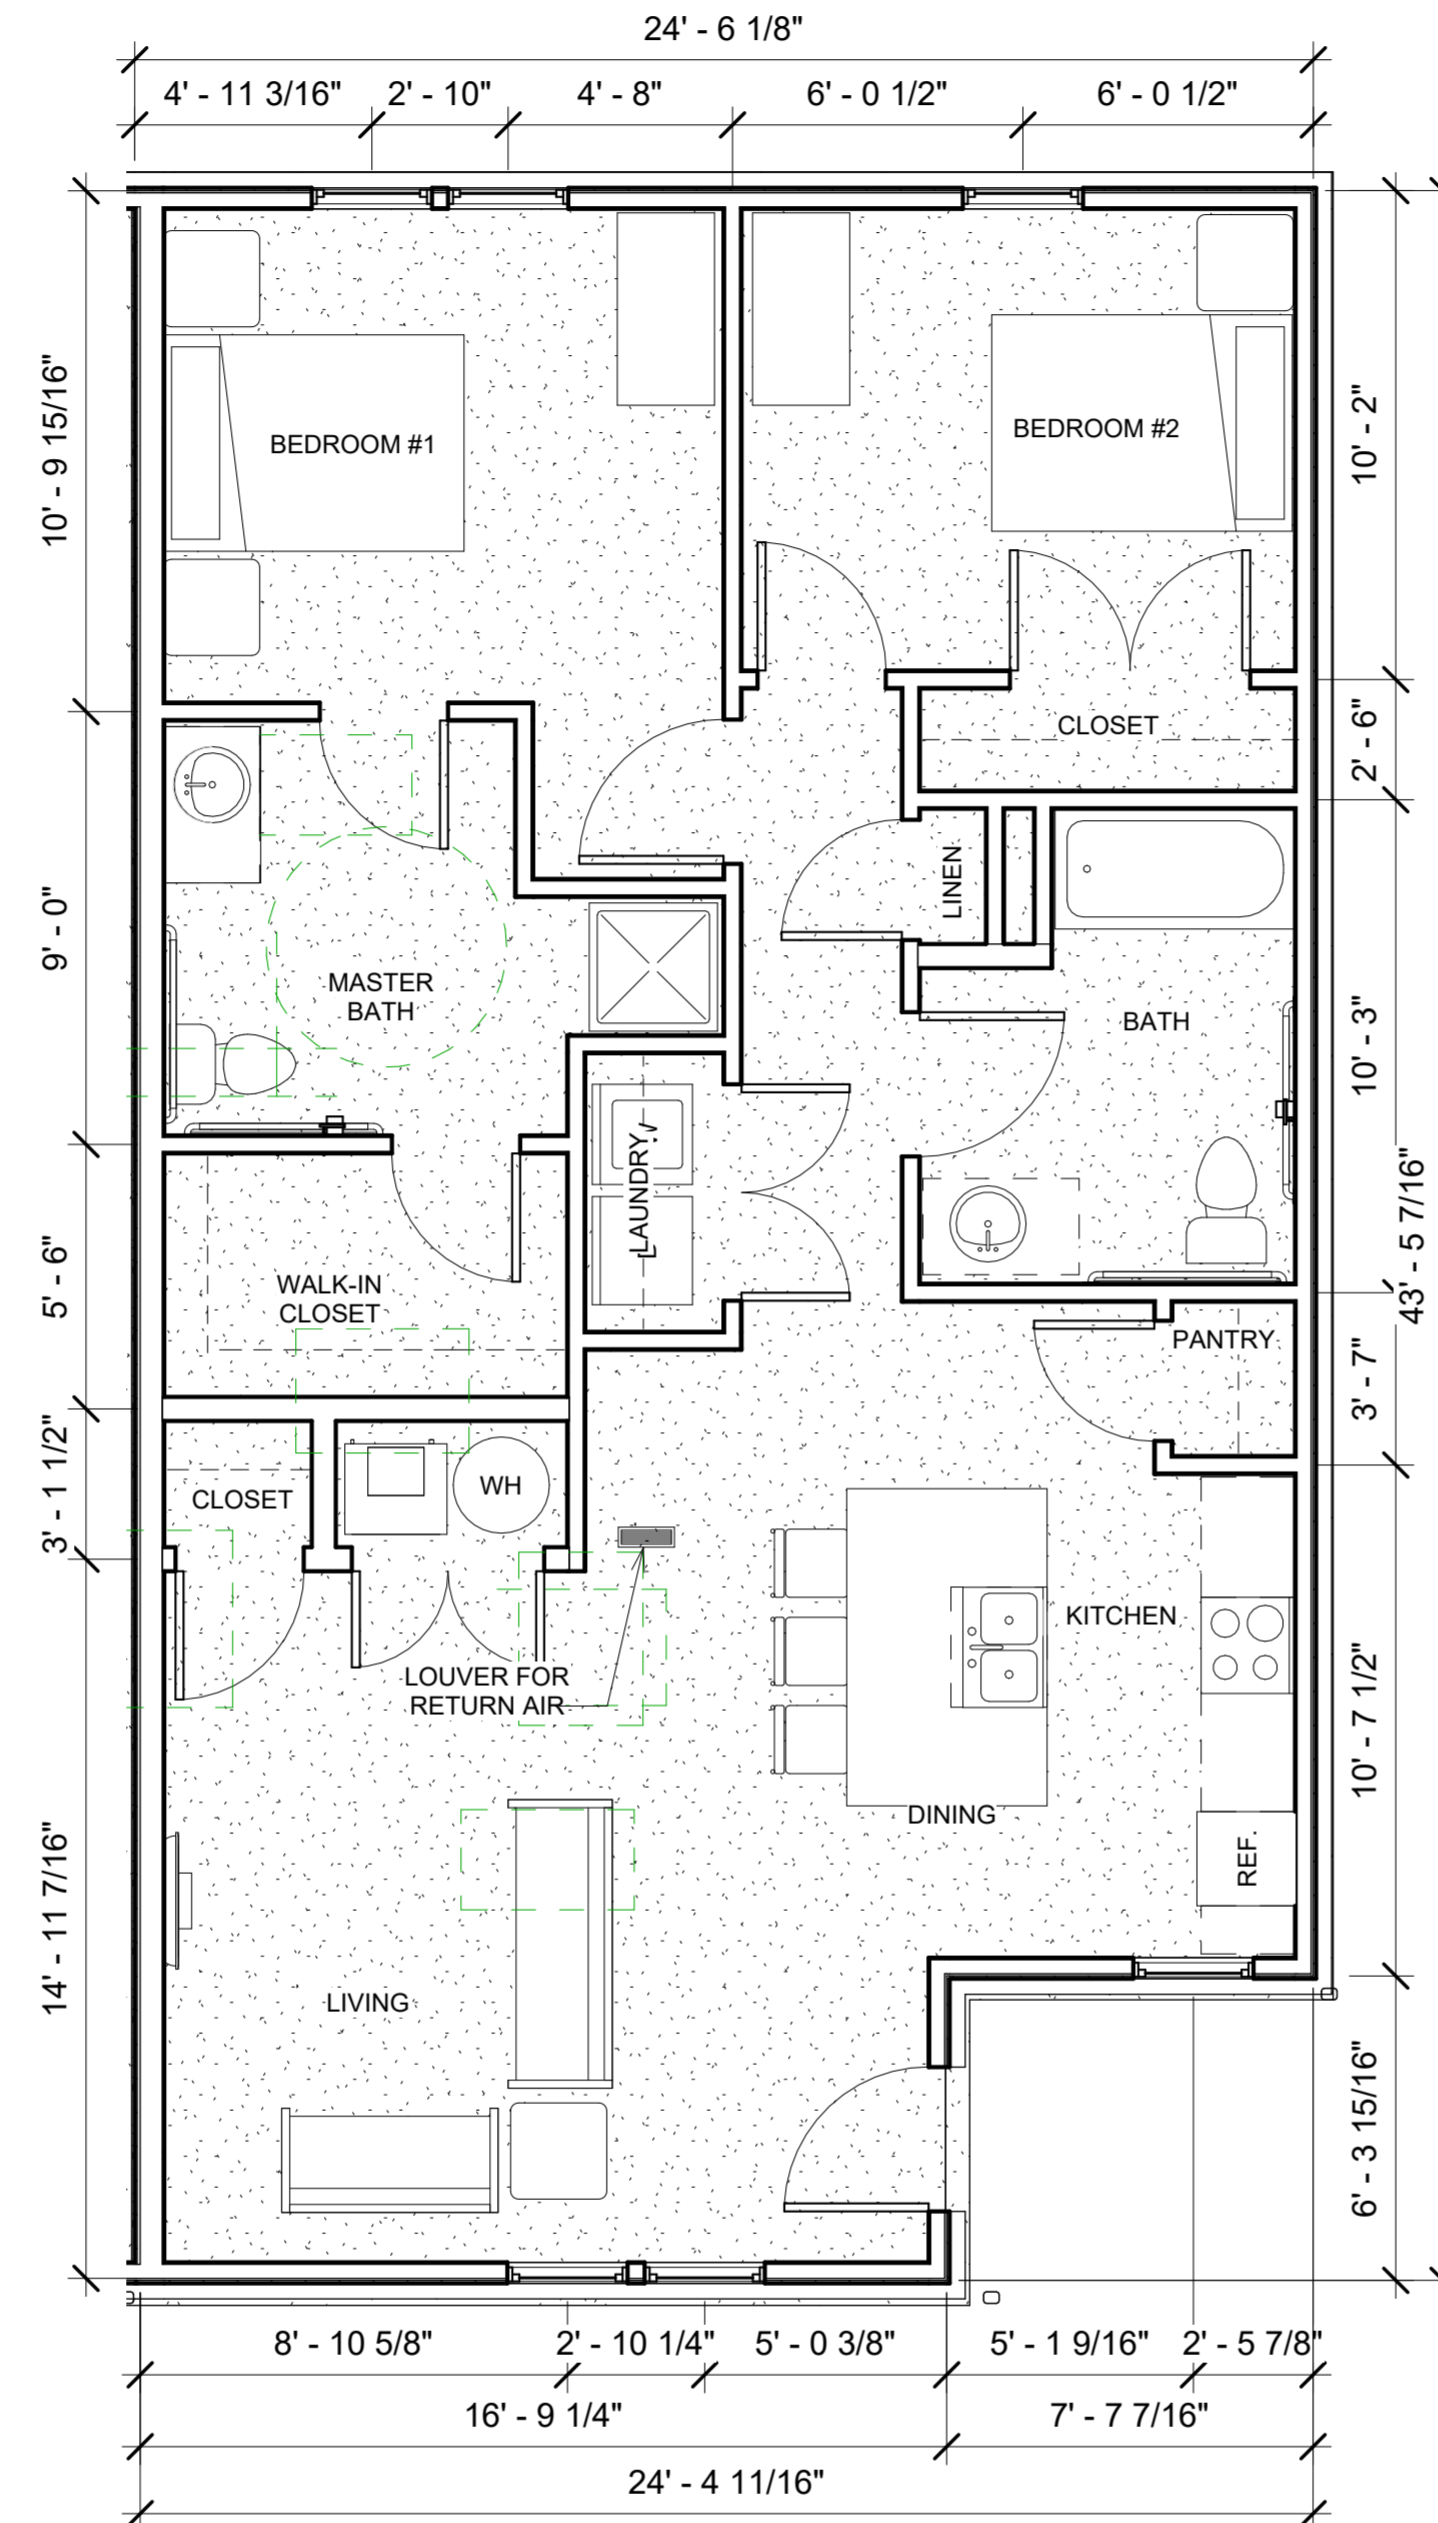 24' - 6 1/8"
4' - 11 3/16"
2' - 10"
4' - 8"
6' - 0 1/2"
6' - 0 1/2"
10' - 9 15/16"
10' - 2"
BEDROOM #1
BEDROOM #2
2' - 6"
CLOSET
9' - 0"
LINEN
MASTER
BATH
BATH
10' - 3"
43' - 5 7/16"
LAUNDRY
5' - 6"
WALK-IN
CLOSET
PANTRY
3' - 7"
3' - 1 1/2"
CLOSET
WH
KITCHEN
LOUVER FOR
RETURN AIR
10' - 7 1/2"
DINING
REF.
14' - 11 7/16"
LIVING
6' - 3 15/16"
8' - 10 5/8"
2' - 10 1/4"
5' - 0 3/8"
5' - 1 9/16"
2' - 5 7/8"
16' - 9 1/4"
7' - 7 7/16"
24' - 4 11/16"